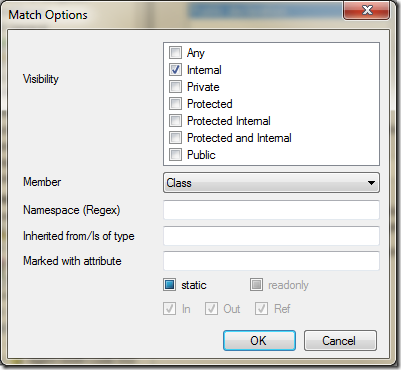 Match Options
Visibility
Any
Internal
Private
Protected
Protected Internal
Protected and Internal
Public
Member
Class
Namespace (Regex)
Inherited from/Is of type
Marked with attribute
static readonly
In Out Ref
OK Cancel